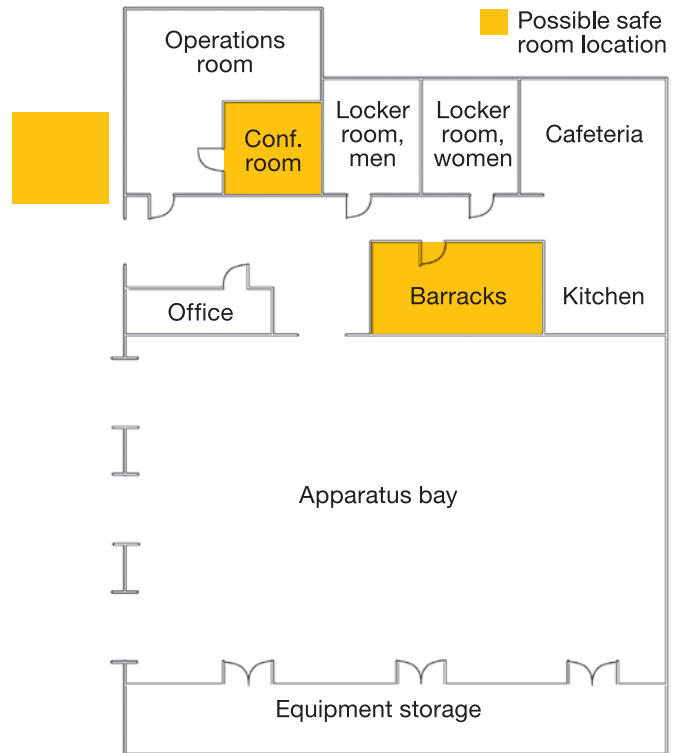 Possible safe
room location
Operations
room
Conf.
room
Locker
room,
men
Locker
room,
women
Cafeteria
Office
Barracks
Kitchen
Apparatus bay
Equipment storage